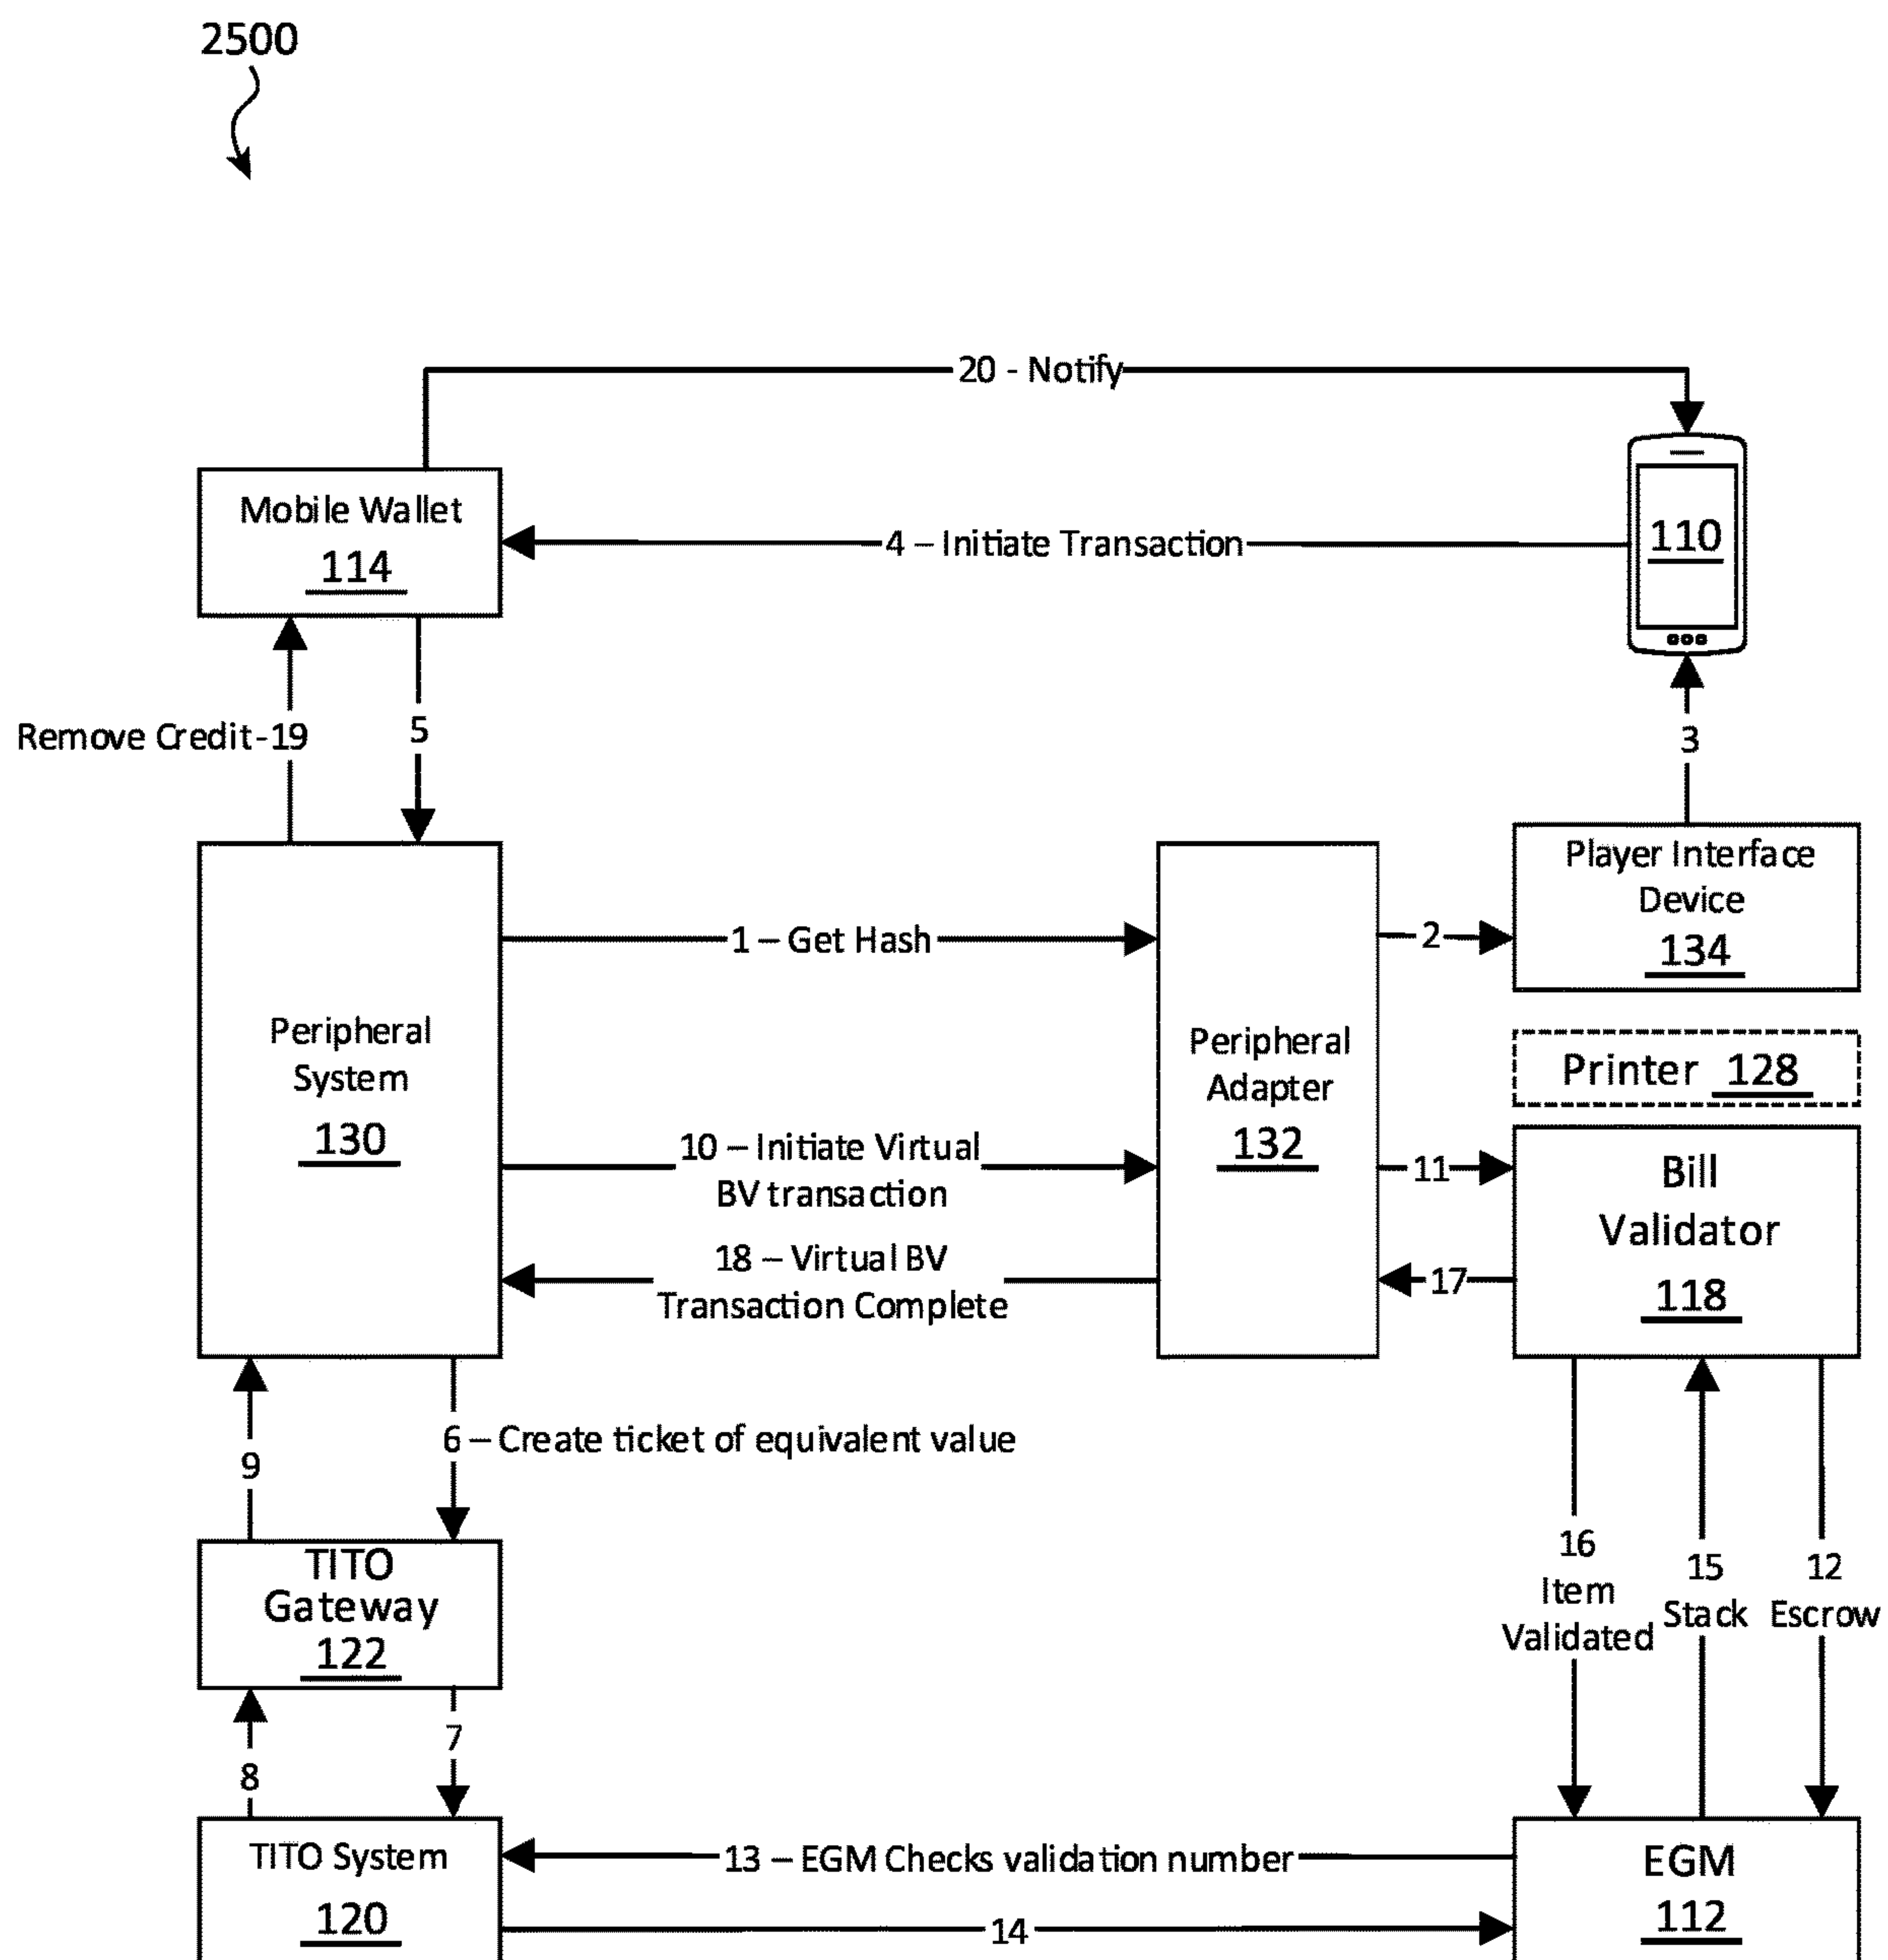 2500
20 - Notify
Mobile Wallet
114
4 – Initiate Transaction
110
Remove Credit-19
5
3
Player Interface
Device
134
1 – Get Hash
2
Peripheral
System
130
Peripheral
Adapter
132
Printer 128
10 – Initiate Virtual
BV transaction
11
Bill
Validator
118
18 – Virtual BV
Transaction Complete
17
9
6 – Create ticket of equivalent value
TITO
Gateway
122
16
Item
Validated
15
Stack
12
Escrow
8
7
TITO System
120
13 – EGM Checks validation number
14
EGM
112